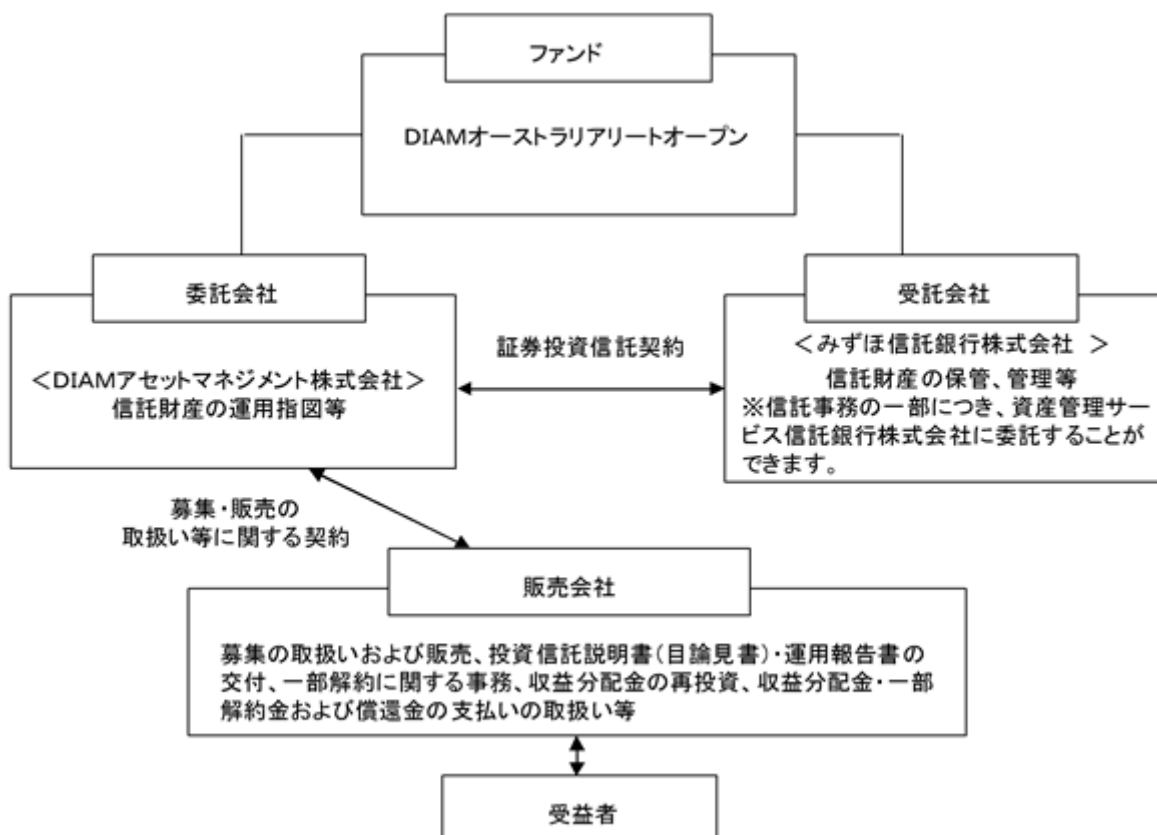 ファンド
DIAMオーストラリアリートオープン
委託会社
＜DIAMアセットマネジメント株式会社＞
信託財産の運用指図等
証券投資信託契約
受託会社
＜みずほ信託銀行株式会社 ＞
信託財産の保管、管理等
※信託事務の一部につき、資産管理サー
ビス信託銀行株式会社に委託することが
できます。
募集・販売の
取扱い等に関する契約
販売会社
募集の取扱いおよび販売、投資信託説明書(目論見書)・運用報告書の
交付、一部解約に関する事務、収益分配金の再投資、収益分配金・一部
解約金および償還金の支払いの取扱い等
受益者